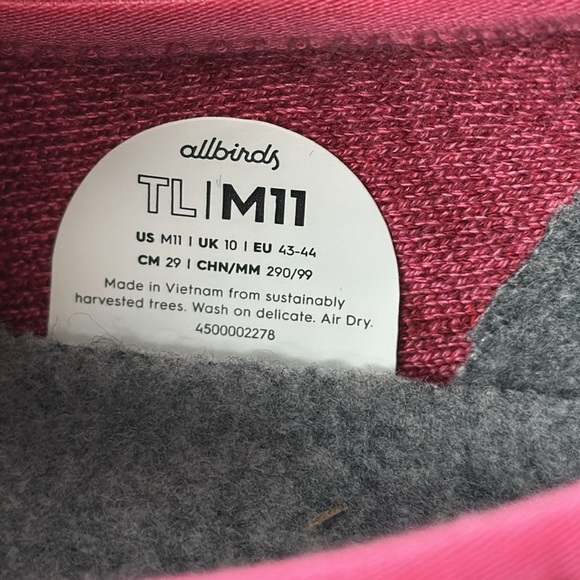 allbirds
TL | M11
US M11 | UK 10 | EU 43-44
CM 29 | CHN/MM 290/99
Made in Vietnam from sustainably
harvested trees. Wash on delicate. Air Dry.
4500002278